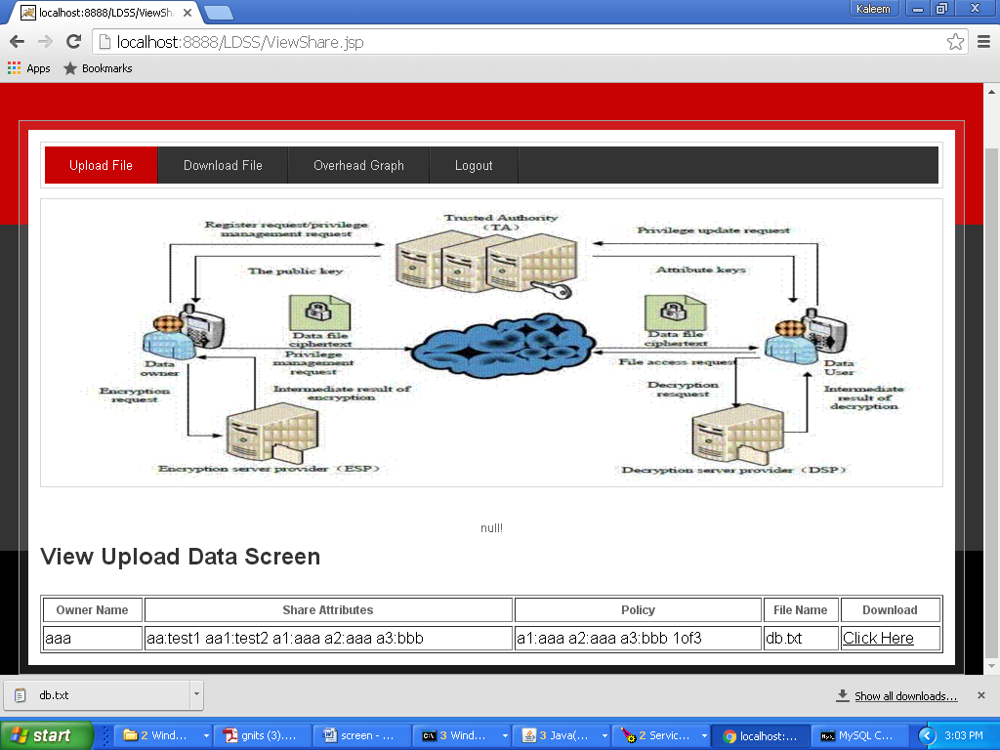 localhost:8888/LDSS/ViewSha
Kaleem
localhost:8888/LDSS/ViewShare.jsp
Apps Bookmarks
Upload File Download File Overhead Graph Logout
Trusted Authority
(TA)
Register request/privilege
management request
Privilege update request
The public key
Attribute keys
Data file
ciphertext
Data file
ciphertext
Privilege
management
request
File access request
Data
owner
Data
User
Encryption
request
Intermediate result of
encryption
Decryption
resquest
Intermediate
result of
decryption
Encryption server provider (ESP)
Decryption server provider (DSP)
null!
View Upload Data Screen
Owner Name Share Attributes Policy File Name Download
aaa aa:test1 aa1:test2 a1:aaa a2:aaa a3:bbb a1:aaa a2:aaa a3:bbb 1of3 db.txt Click Here
db.txt Show all downloads...
start 2 Wind... gnits (3).... screen - ... 3 Wind... 3 Java(... 2 Servic... localhost:... MySQL C... 3:03 PM